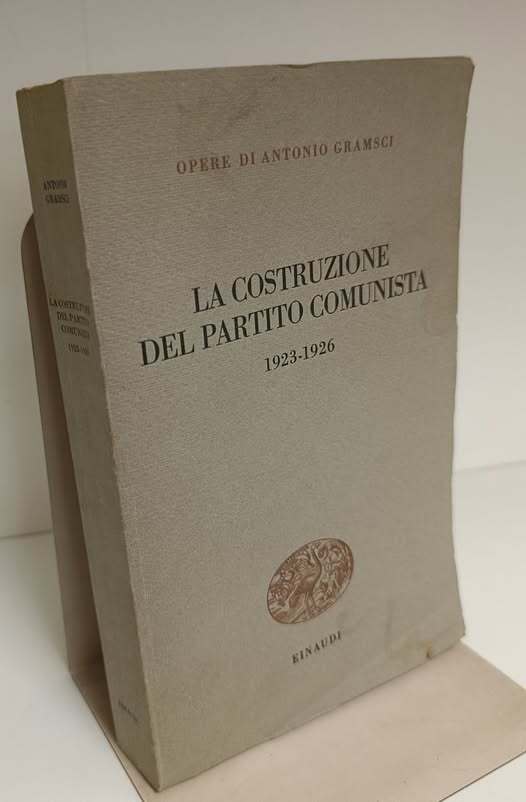 OPERE DI ANTONIO GRAMSCI
LA COSTRUZIONE
DEL PARTITO COMUNISTA
1923-1926
EINAUDI
ANTONIO
GRAMSCI
LA COSTRUZIONE
DEL PARTITO
COMUNISTA